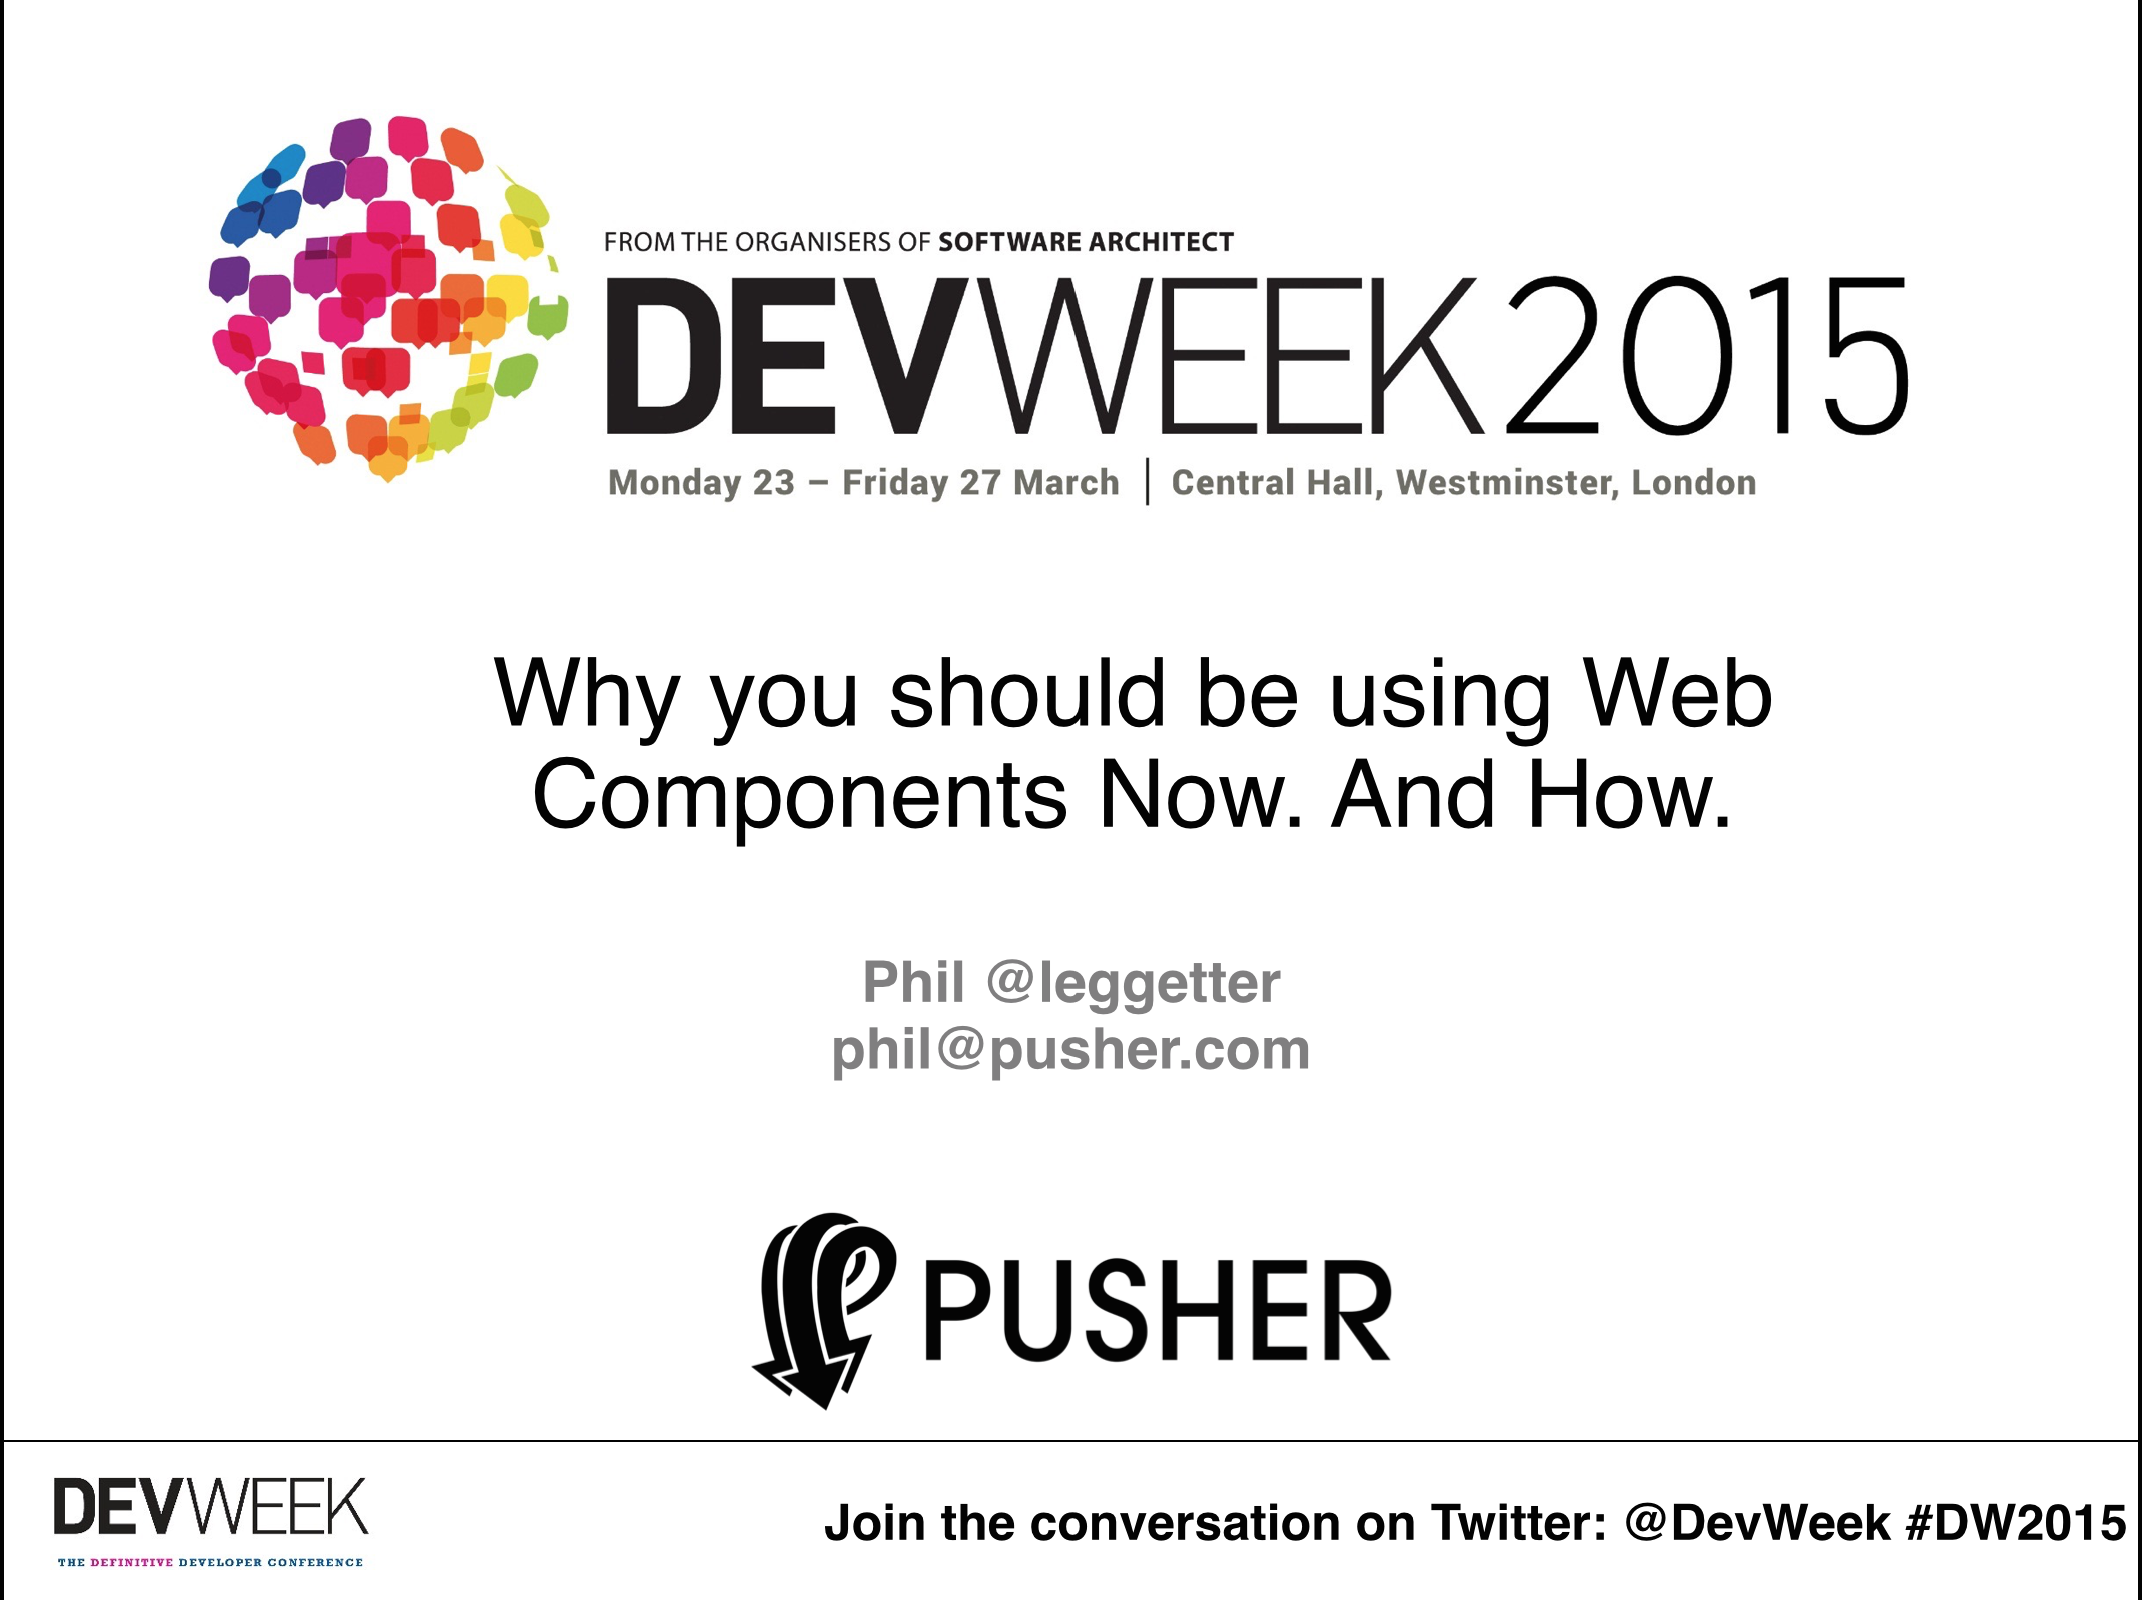 FROM THE ORGANISERS OF SOFTWARE ARCHITECT
DEVWEEK2015
Monday 23 – Friday 27 March | Central Hall, Westminster, London
Why you should be using Web
Components Now. And How.
Phil @leggetter
phil@pusher.com
PUSHER
DEVWEEK
THE DEFINITIVE DEVELOPER CONFERENCE
Join the conversation on Twitter: @DevWeek #DW2015